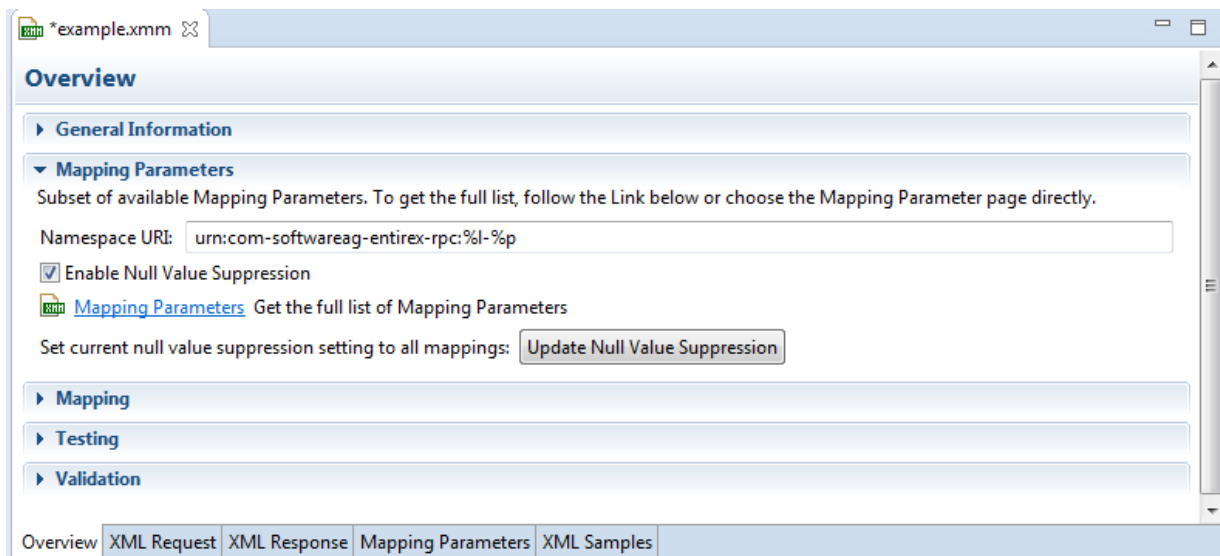 *example.xmm
Overview
General Information
Mapping Parameters
Subset of available Mapping Parameters. To get the full list, follow the Link below or choose the Mapping Parameter page directly.
Namespace URI: urn:com-softwareag-entirex-rpc:%l-%p
Enable Null Value Suppression
Mapping Parameters Get the full list of Mapping Parameters
Set current null value suppression setting to all mappings: Update Null Value Suppression
Mapping
Testing
Validation
Overview XML Request XML Response Mapping Parameters XML Samples